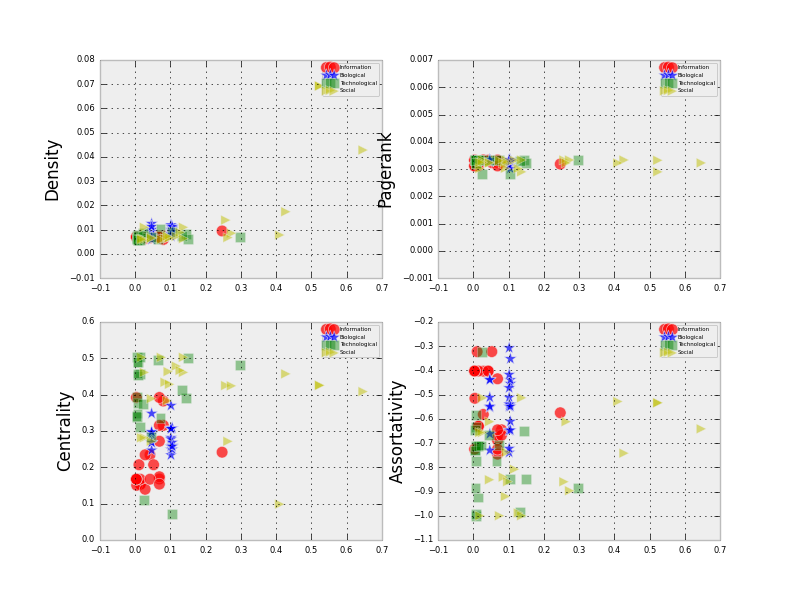 0.08
0.07
0.06
0.05
0.04
0.03
0.02
0.01
0.00
−0.01
Density
−0.1 0.0 0.1 0.2 0.3 0.4 0.5 0.6 0.7
Information
Biological
Technological
Social
0.007
0.006
0.005
0.004
0.003
0.002
0.001
0.000
−0.001
Pagerank
−0.1 0.0 0.1 0.2 0.3 0.4 0.5 0.6 0.7
Information
Biological
Technological
Social
0.6
0.5
0.4
0.3
0.2
0.1
0.0
Centrality
−0.1 0.0 0.1 0.2 0.3 0.4 0.5 0.6 0.7
Information
Biological
Technological
Social
−0.2
−0.3
−0.4
−0.5
−0.6
−0.7
−0.8
−0.9
−1.0
−1.1
Assortativity
−0.1 0.0 0.1 0.2 0.3 0.4 0.5 0.6 0.7
Information
Biological
Technological
Social